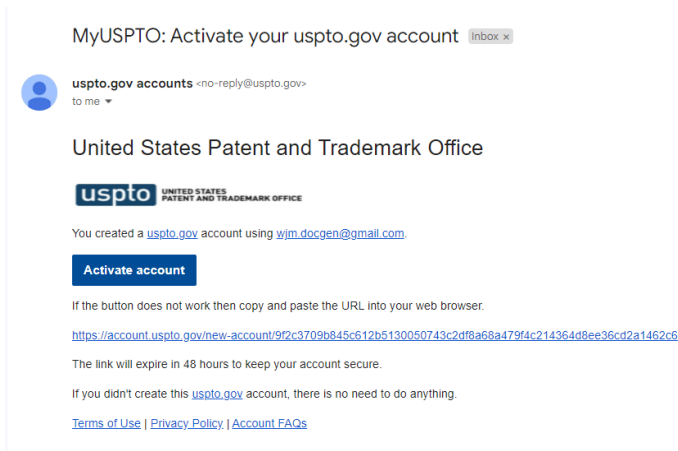 MyUSPTO: Activate your uspto.gov account Inbox ×
uspto.gov accounts <no-reply@uspto.gov>
to me
United States Patent and Trademark Office
uspto UNITED STATES
PATENT AND TRADEMARK OFFICE
You created a uspto.gov account using wjm.docgen@gmail.com.
Activate account
If the button does not work then copy and paste the URL into your web browser.
https://account.uspto.gov/new-account/9f2c3709b845c612b5130050743c2df8a68a479f4c214364d8ee36cd2a1462c6
The link will expire in 48 hours to keep your account secure.
If you didn't create this uspto.gov account, there is no need to do anything.
Terms of Use | Privacy Policy | Account FAQs